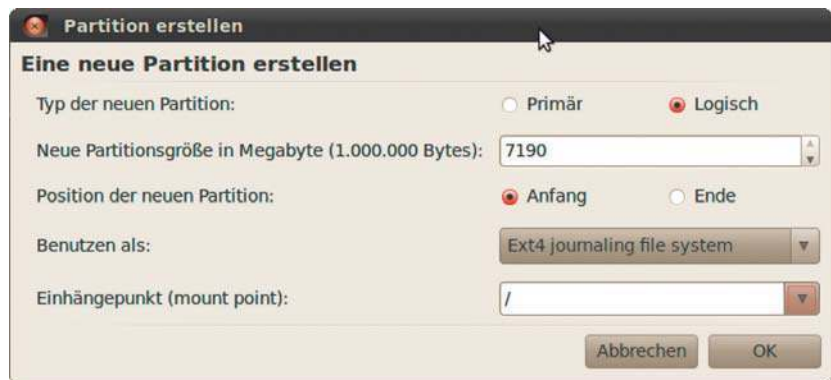 Partition erstellen
Eine neue Partition erstellen
Typ der neuen Partition: Primär Logisch
Neue Partitionsgröße in Megabyte (1.000.000 Bytes): 7190
Position der neuen Partition: Anfang Ende
Benutzen als: Ext4 journaling file system
Einhängepunkt (mount point): /
Abbrechen OK